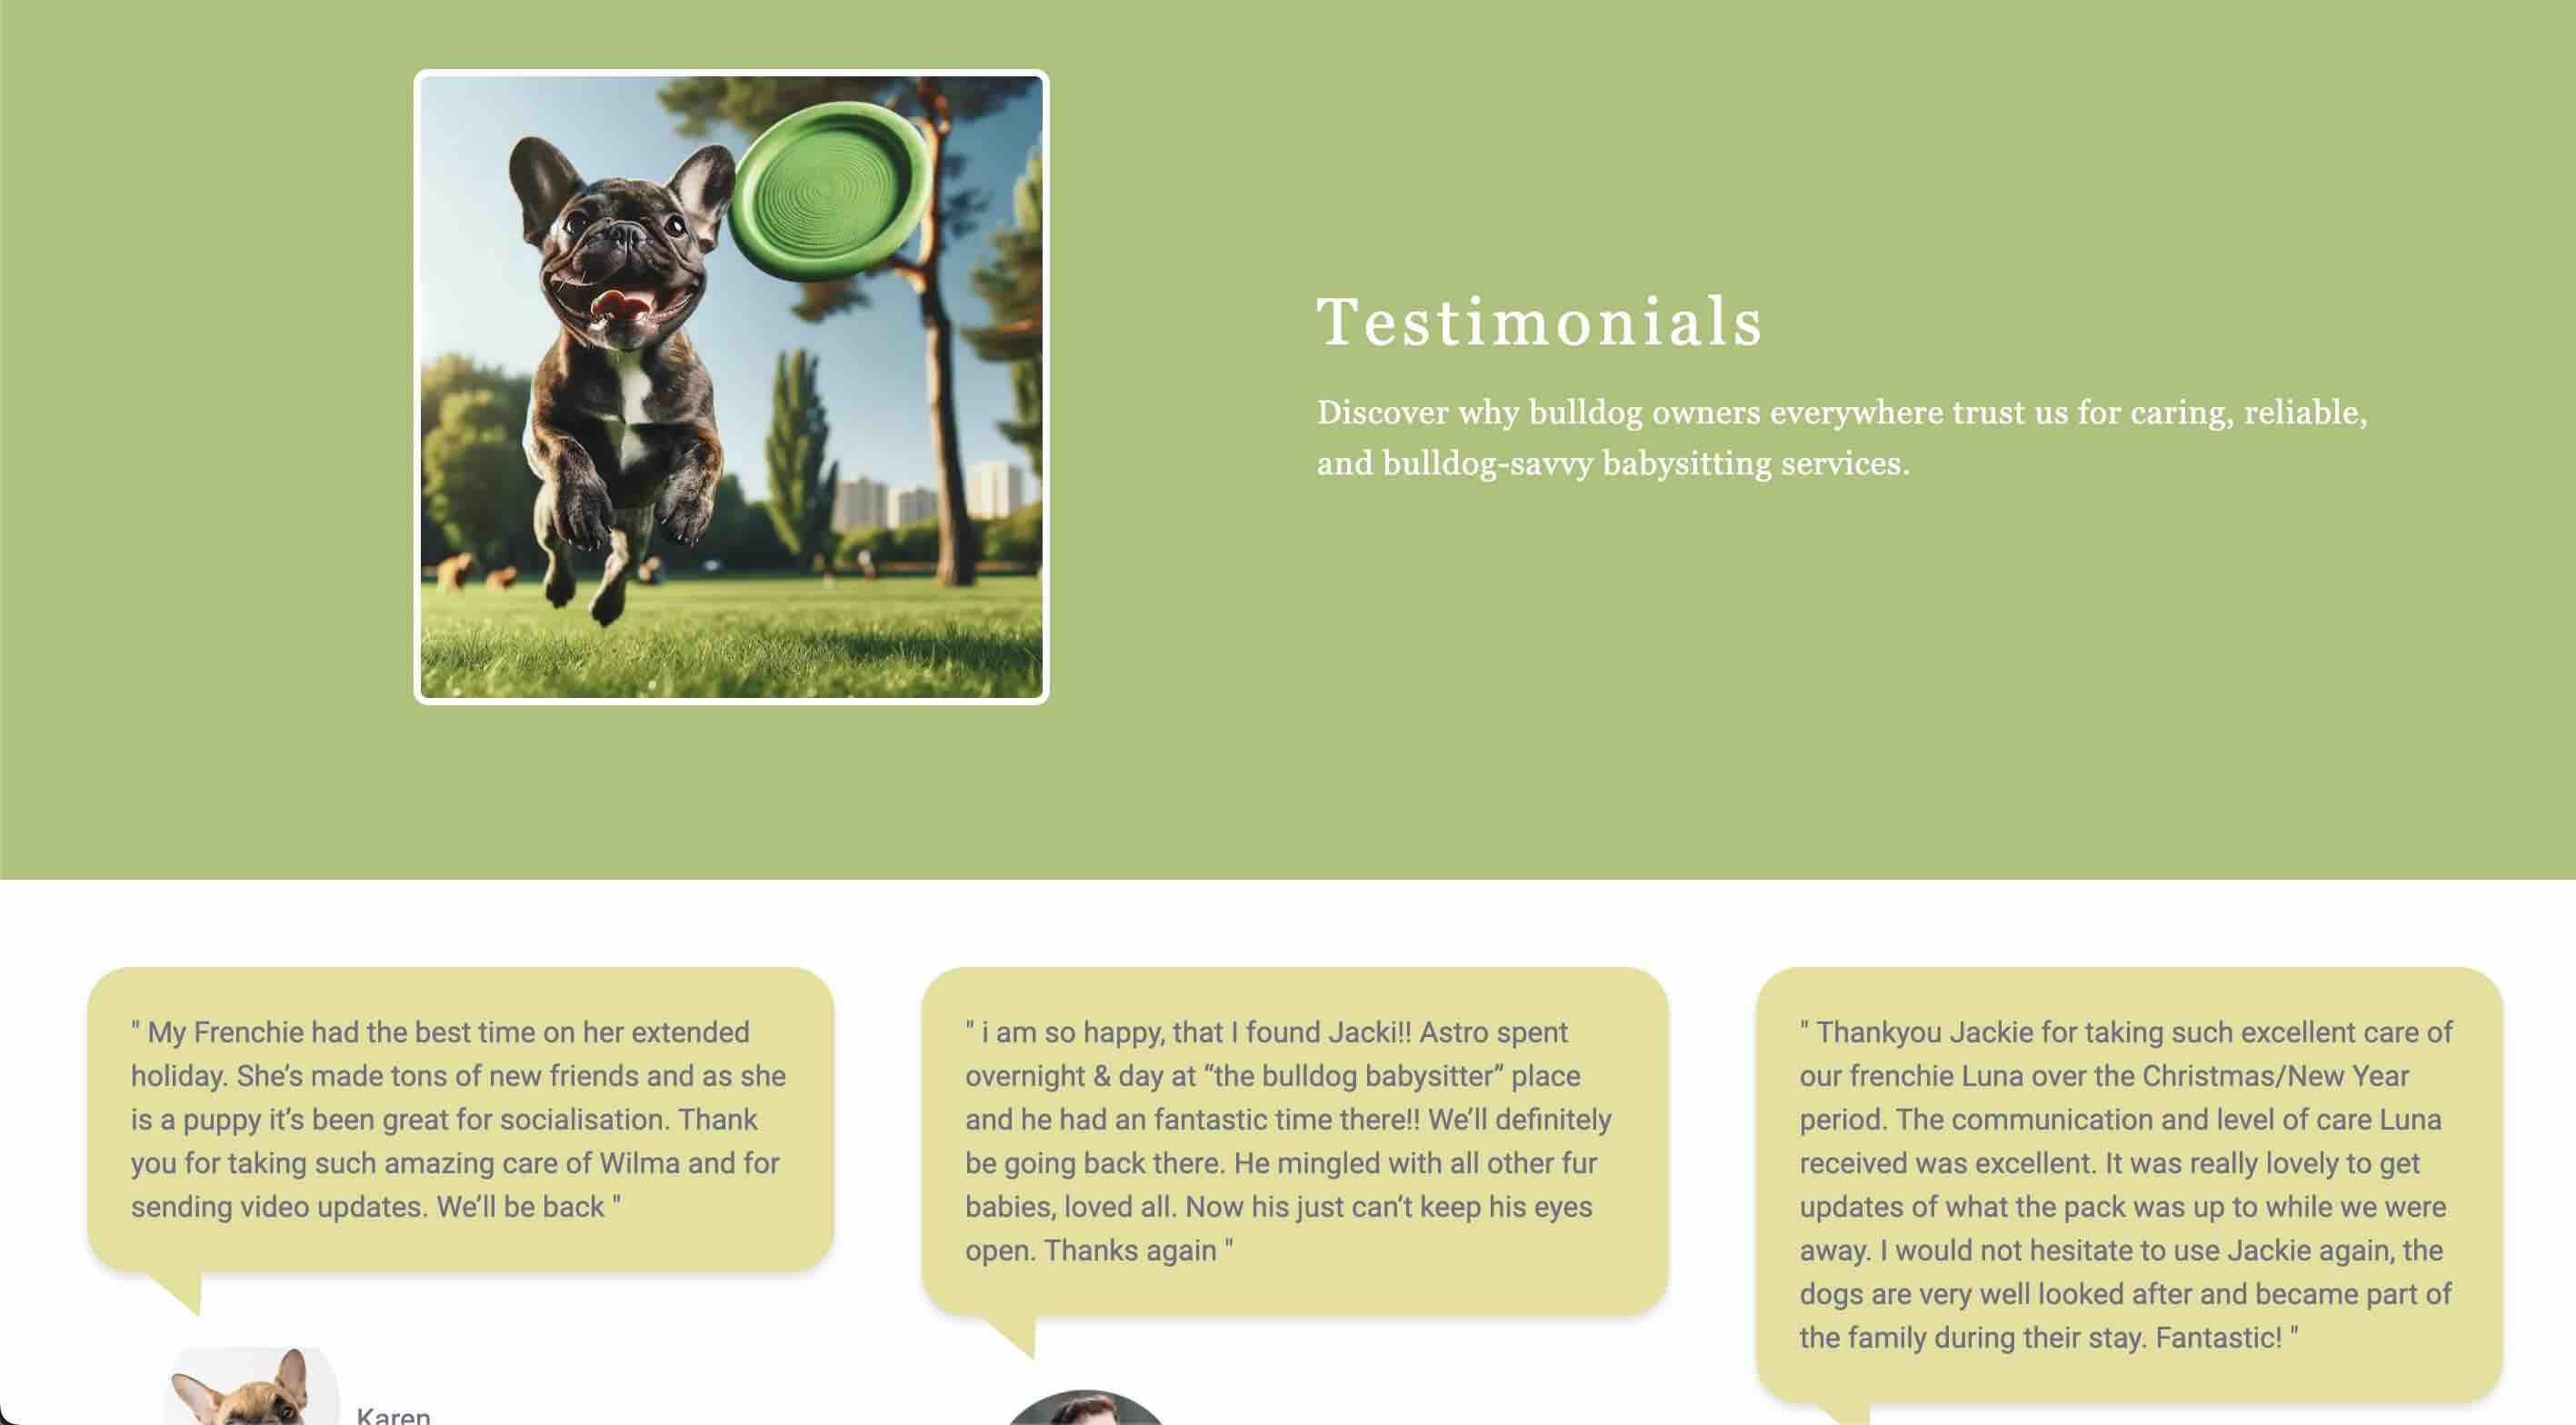 Testimonials
Discover why bulldog owners everywhere trust us for caring, reliable,
and bulldog-savvy babysitting services.
" My Frenchie had the best time on her extended
holiday. She’s made tons of new friends and as she
is a puppy it’s been great for socialisation. Thank
you for taking such amazing care of Wilma and for
sending video updates. We’ll be back "
Karen
" i am so happy, that I found Jacki!! Astro spent
overnight & day at “the bulldog babysitter” place
and he had an fantastic time there!! We’ll definitely
be going back there. He mingled with all other fur
babies, loved all. Now his just can’t keep his eyes
open. Thanks again "
" Thankyou Jackie for taking such excellent care of
our frenchie Luna over the Christmas/New Year
period. The communication and level of care Luna
received was excellent. It was really lovely to get
updates of what the pack was up to while we were
away. I would not hesitate to use Jackie again, the
dogs are very well looked after and became part of
the family during their stay. Fantastic! "